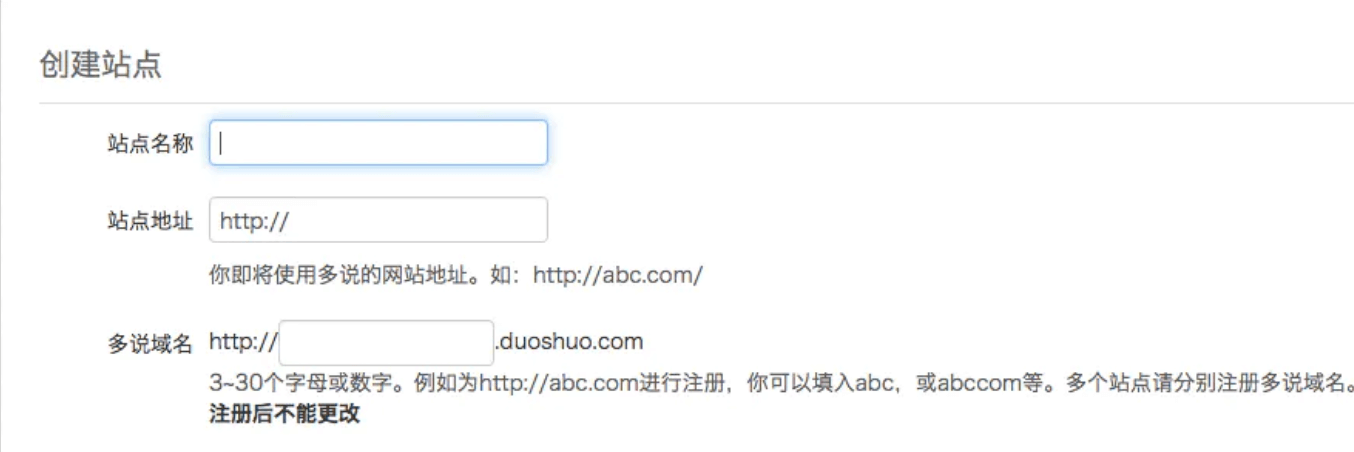 创建站点
站点名称
站点地址 http://
你即将使用多说的网站地址。如：http://abc.com/
多说域名 http:// .duoshuo.com
3~30个字母或数字。例如为http://abc.com进行注册，你可以填入abc，或abccom等。多个站点请分别注册多说域名。
注册后不能更改